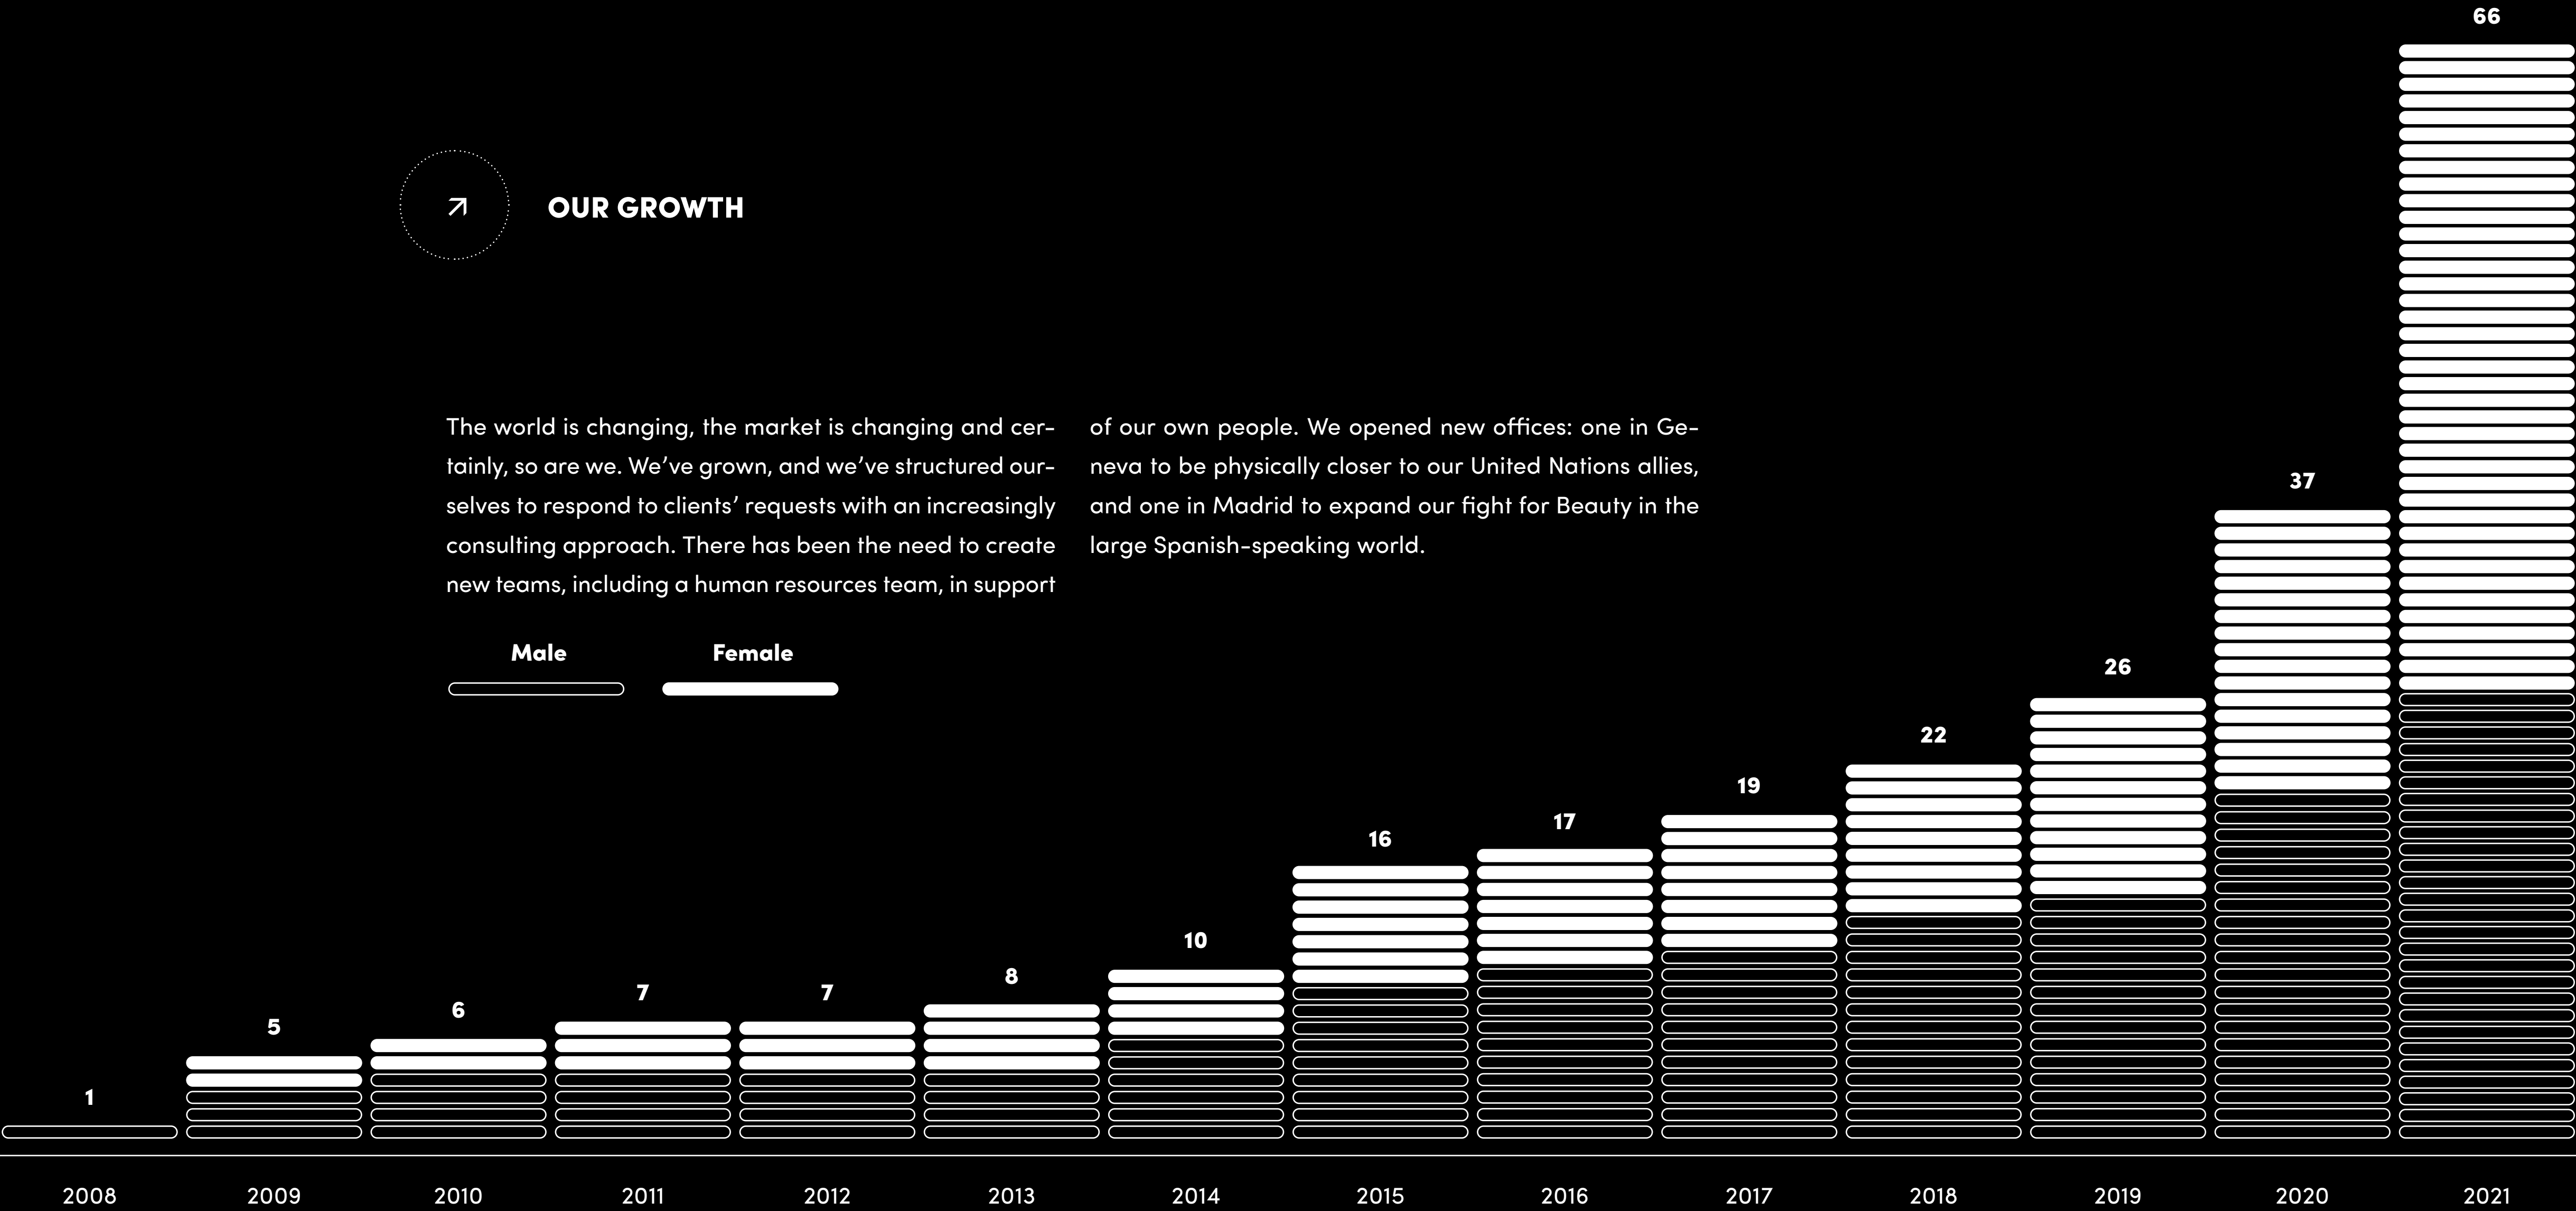 OUR GROWTH
The world is changing, the market is changing and cer-
tainly, so are we. We’ve grown, and we’ve structured our-
selves to respond to clients’ requests with an increasingly
consulting approach. There has been the need to create
new teams, including a human resources team, in support
of our own people. We opened new offices: one in Ge-
neva to be physically closer to our United Nations allies,
and one in Madrid to expand our fight for Beauty in the
large Spanish-speaking world.
Male
Female
1
5
6
7
7
8
10
16
17
19
22
26
37
66
2008
2009
2010
2011
2012
2013
2014
2015
2016
2017
2018
2019
2020
2021